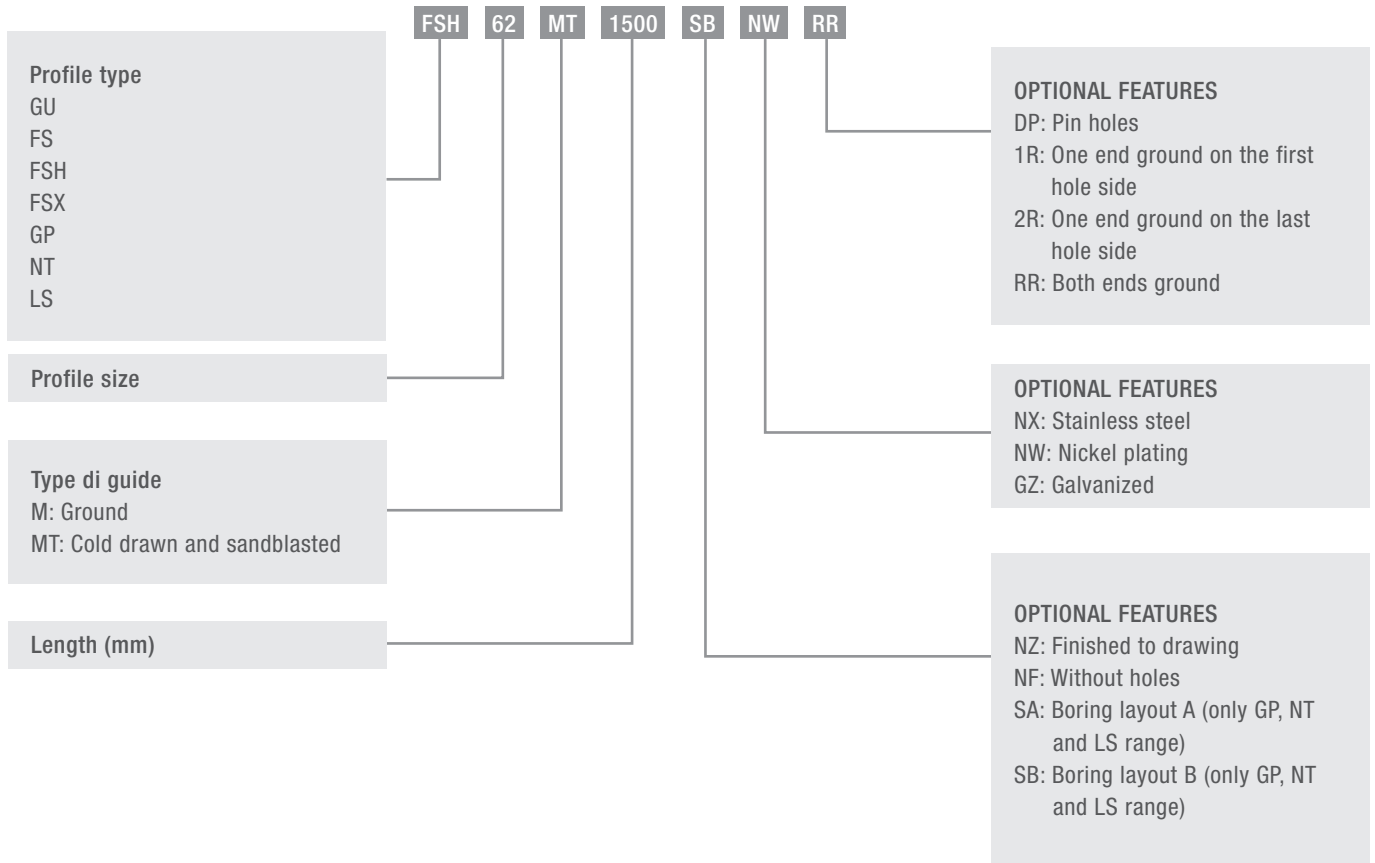 FSH 62 MT 1500 SB NW RR
Profile type
GU
FS
FSH
FSX
GP
NT
LS
Profile size
Type di guide
M: Ground
MT: Cold drawn and sandblasted
Length (mm)
OPTIONAL FEATURES
DP: Pin holes
1R: One end ground on the first
hole side
2R: One end ground on the last
hole side
RR: Both ends ground
OPTIONAL FEATURES
NX: Stainless steel
NW: Nickel plating
GZ: Galvanized
OPTIONAL FEATURES
NZ: Finished to drawing
NF: Without holes
SA: Boring layout A (only GP, NT
and LS range)
SB: Boring layout B (only GP, NT
and LS range)